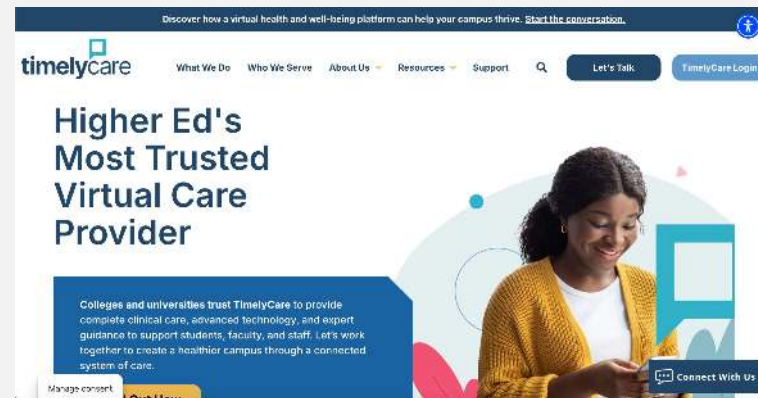 Discover how a virtual health and well-being platform can help your campus thrive. Start the conversation.
timelycare
What We Do Who We Serve About Us Resources Support Let's Talk TimelyCare Login
Higher Ed's
Most Trusted
Virtual Care
Provider
Colleges and universities trust TimelyCare to provide
complete clinical care, advanced technology, and expert
guidance to support students, faculty, and staff. Let's work
together to create a healthier campus through a connected
system of care.
Manage consent
Out How
Connect With Us